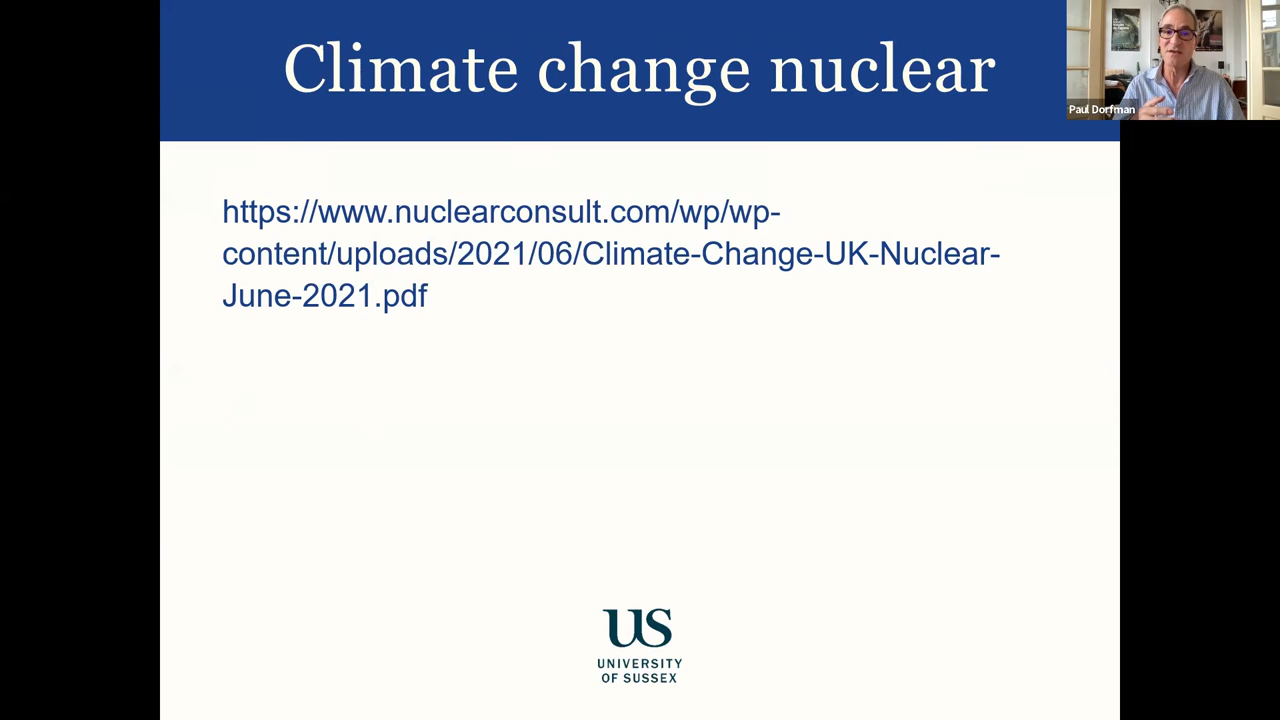 Climate change nuclear
Paul Dorfman
https://www.nuclearconsult.com/wp/wp-
content/uploads/2021/06/Climate-Change-UK-Nuclear-
June-2021.pdf
US
UNIVERSITY
OF SUSSEX